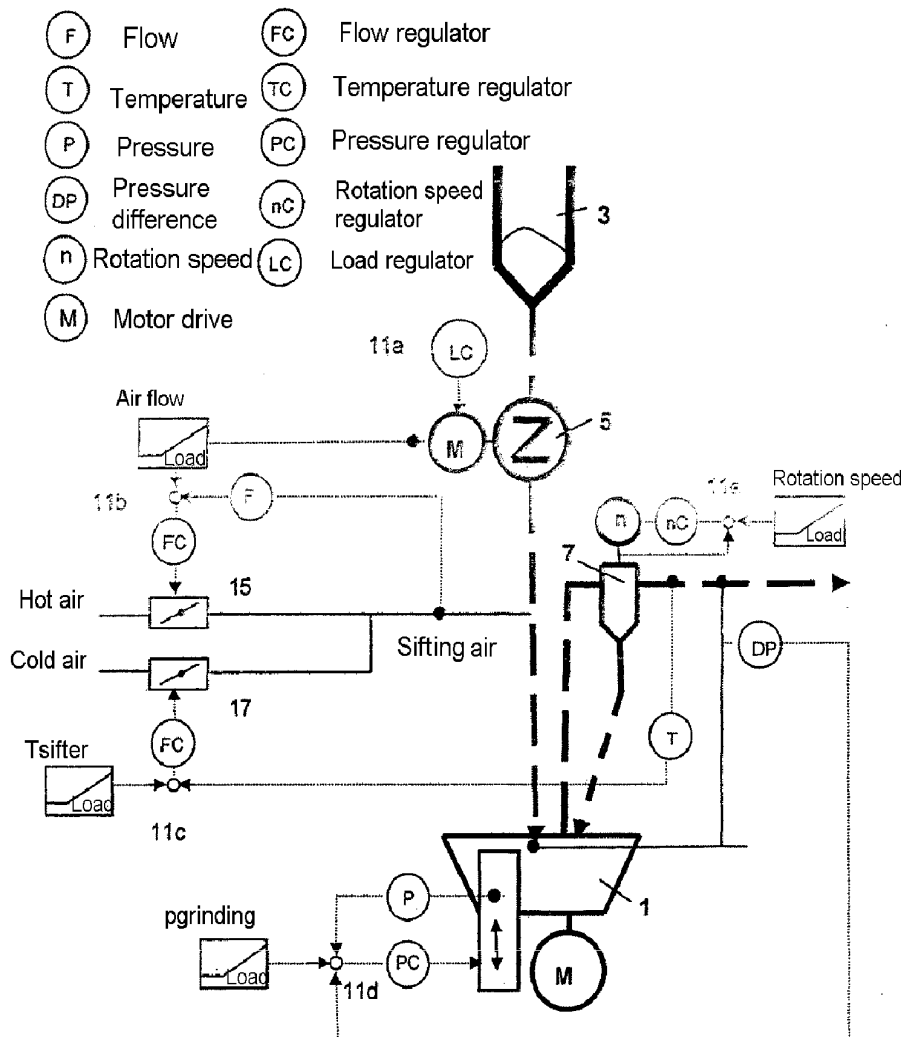 F Flow FC Flow regulator
T Temperature TC Temperature regulator
P Pressure PC Pressure regulator
DP Pressure difference nC Rotation speed regulator
n Rotation speed LC Load regulator
M Motor drive
3
11a LC
Air flow
Load
M Z 5
11b F
FC
11e
Rotation speed
n nC Load
7
Hot air 15
Sifting air
Cold air
17
DP
FC
T
Tsifter
Load
11c
1
P
pgrinding
Load
PC
11d
M